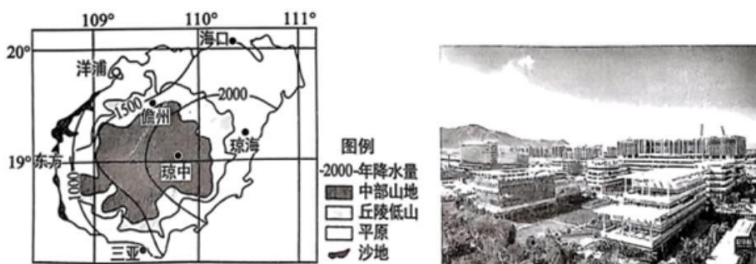 109°
110°
111°
20°
海口
洋浦
1500
2000
儋州
琼海
19°
东方
琼中
1000
三亚
图例
-2000-年降水量
中部山地
丘陵低山
平原
沙地